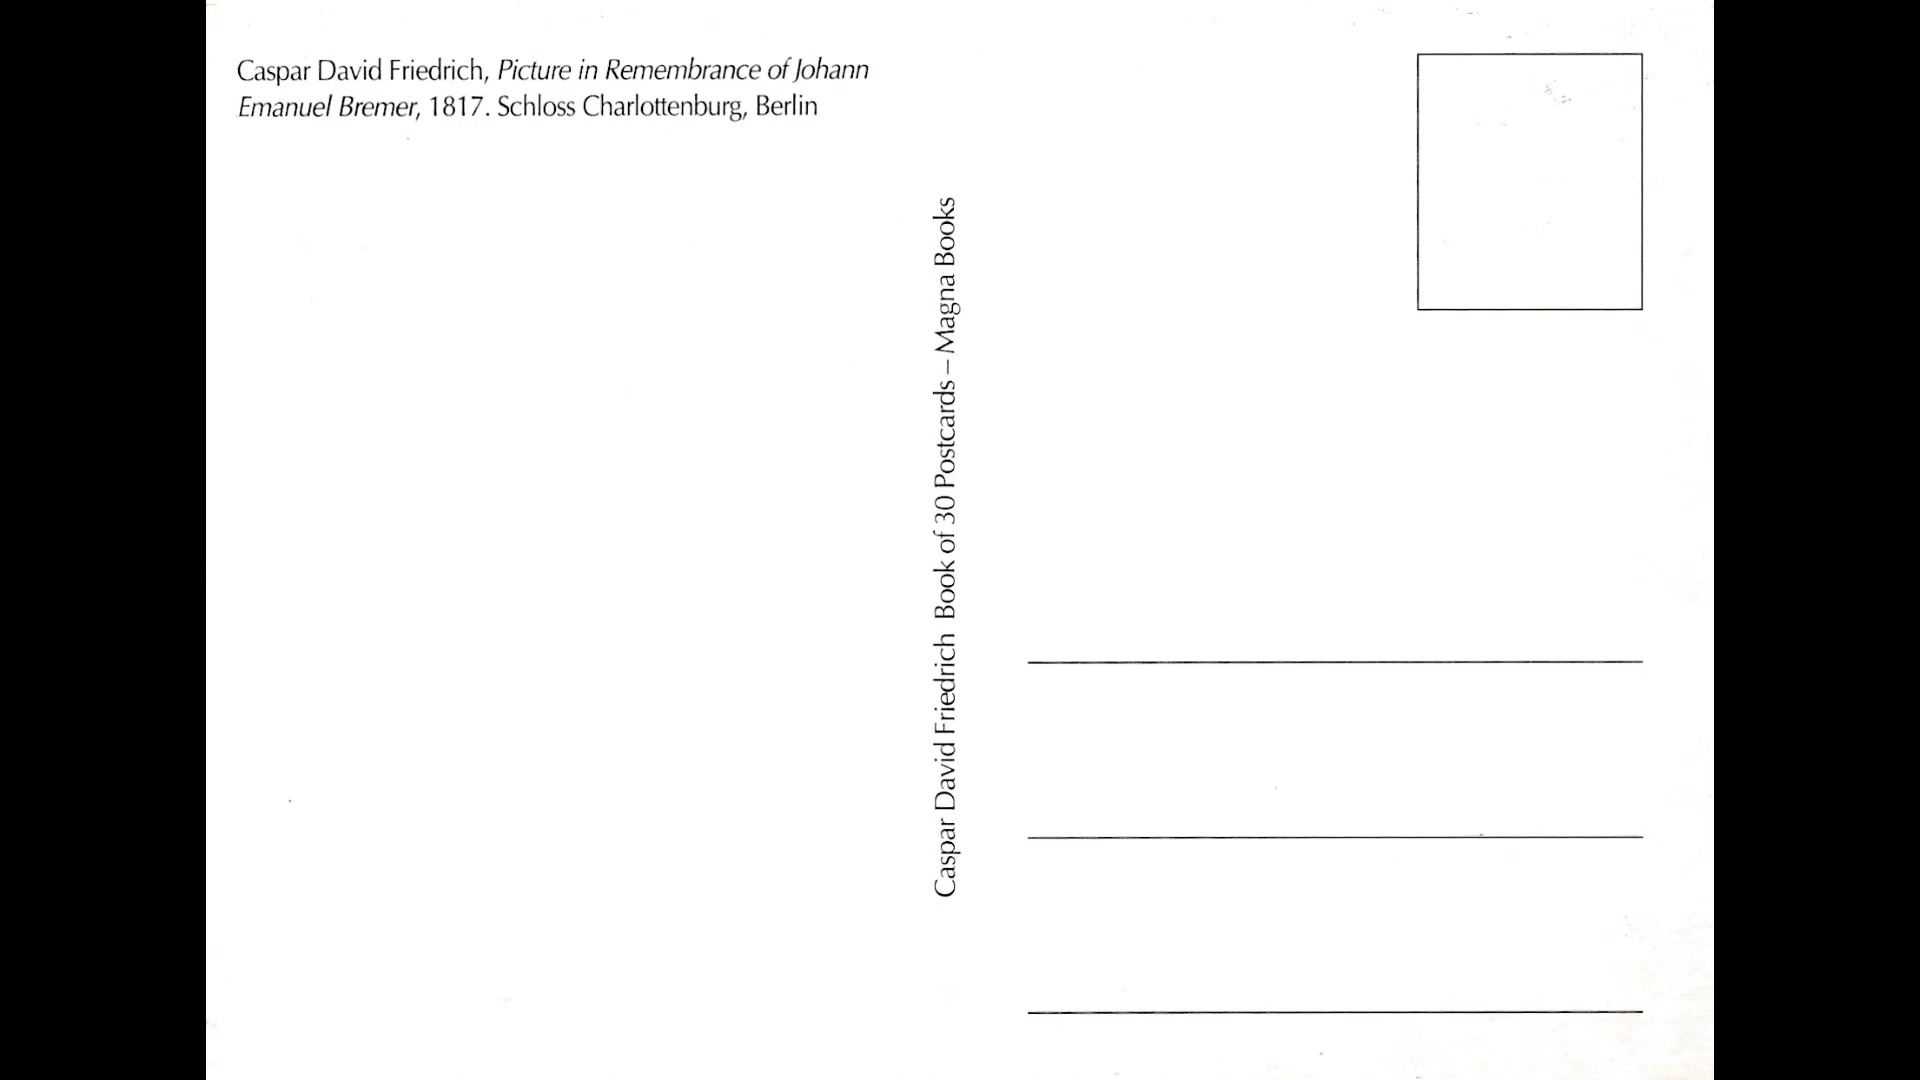 Caspar David Friedrich, Picture in Remembrance of Johann
Emanuel Bremer, 1817. Schloss Charlottenburg, Berlin
Caspar David Friedrich Book of 30 Postcards – Magna Books